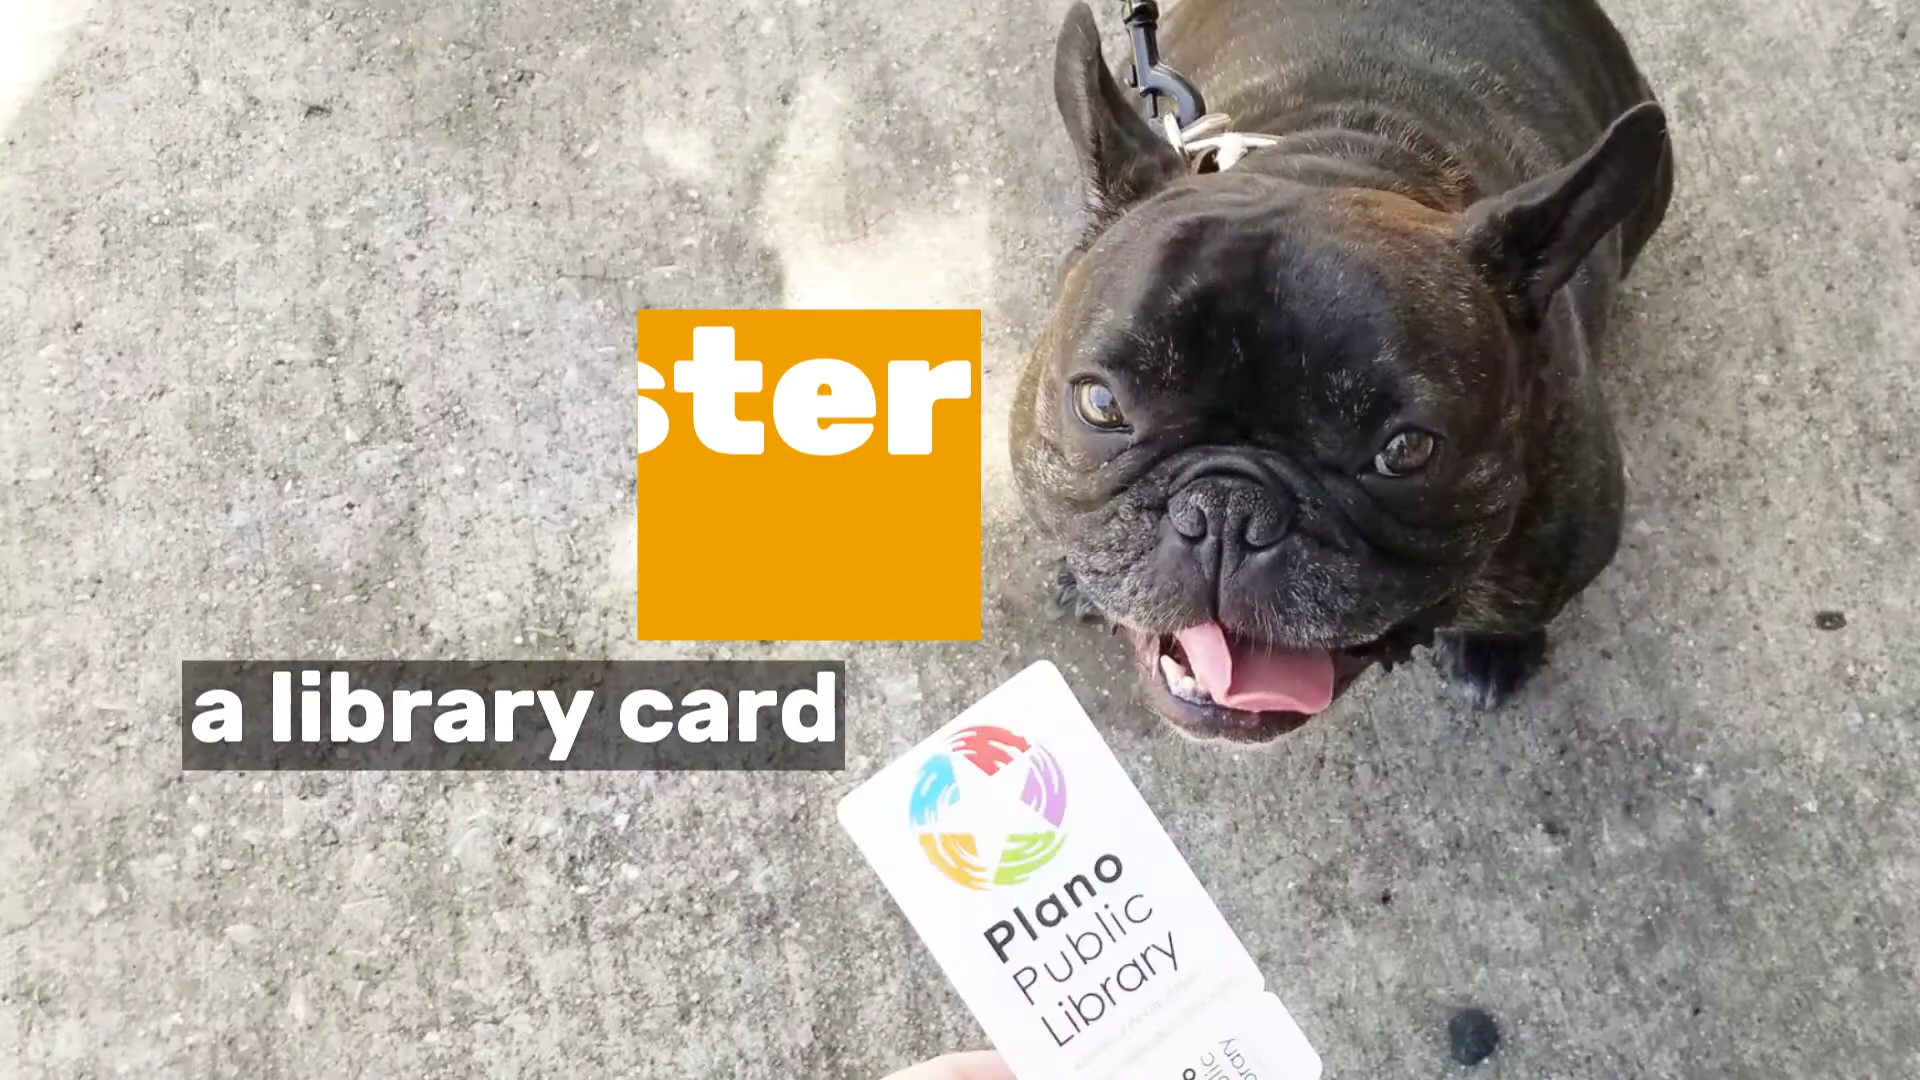 ster
a library card
Plano
Public
Library